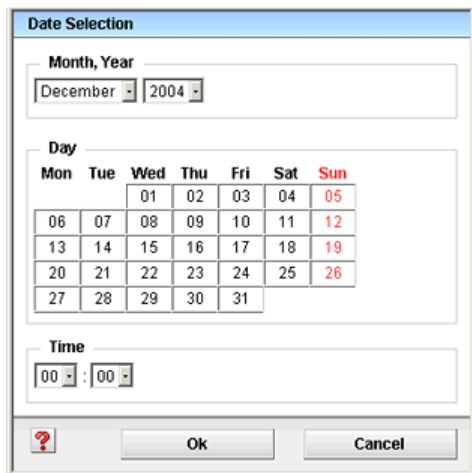 Date Selection
Month, Year
December 2004
Day
Mon Tue Wed Thu Fri Sat Sun
01 02 03 04 05
06 07 08 09 10 11 12
13 14 15 16 17 18 19
20 21 22 23 24 25 26
27 28 29 30 31
Time
00 : 00
? Ok Cancel